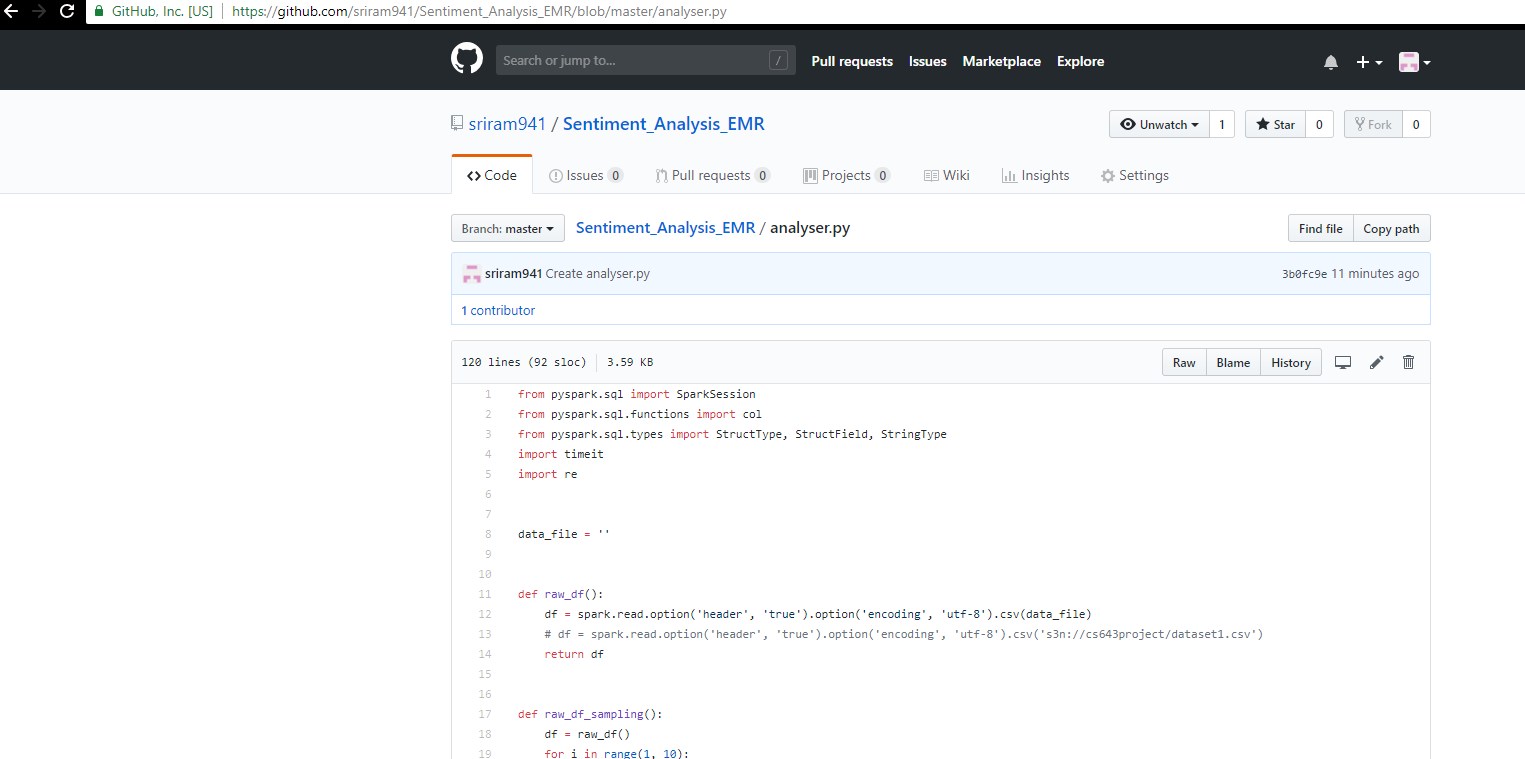 GitHub, Inc. [US] https://github.com/sriram941/Sentiment_Analysis_EMR/blob/master/analyser.py
Search or jump to... / Pull requests Issues Marketplace Explore
sriram941 / Sentiment_Analysis_EMR Unwatch 1 Star 0 Fork 0
Code Issues 0 Pull requests 0 Projects 0 Wiki Insights Settings
Branch: master Sentiment_Analysis_EMR / analyser.py Find file Copy path
sriram941 Create analyser.py 3b0fc9e 11 minutes ago
1 contributor
120 lines (92 sloc) 3.59 KB Raw Blame History
1 from pyspark.sql import SparkSession
2 from pyspark.sql.functions import col
3 from pyspark.sql.types import StructType, StructField, StringType
4 import timeit
5 import re
6
7
8 data_file = ''
9
10
11 def raw_df():
12 df = spark.read.option('header', 'true').option('encoding', 'utf-8').csv(data_file)
13 # df = spark.read.option('header', 'true').option('encoding', 'utf-8').csv('s3n://cs643project/dataset1.csv')
14 return df
15
16
17 def raw_df_sampling():
18 df = raw_df()
19 for i in range(1, 10):